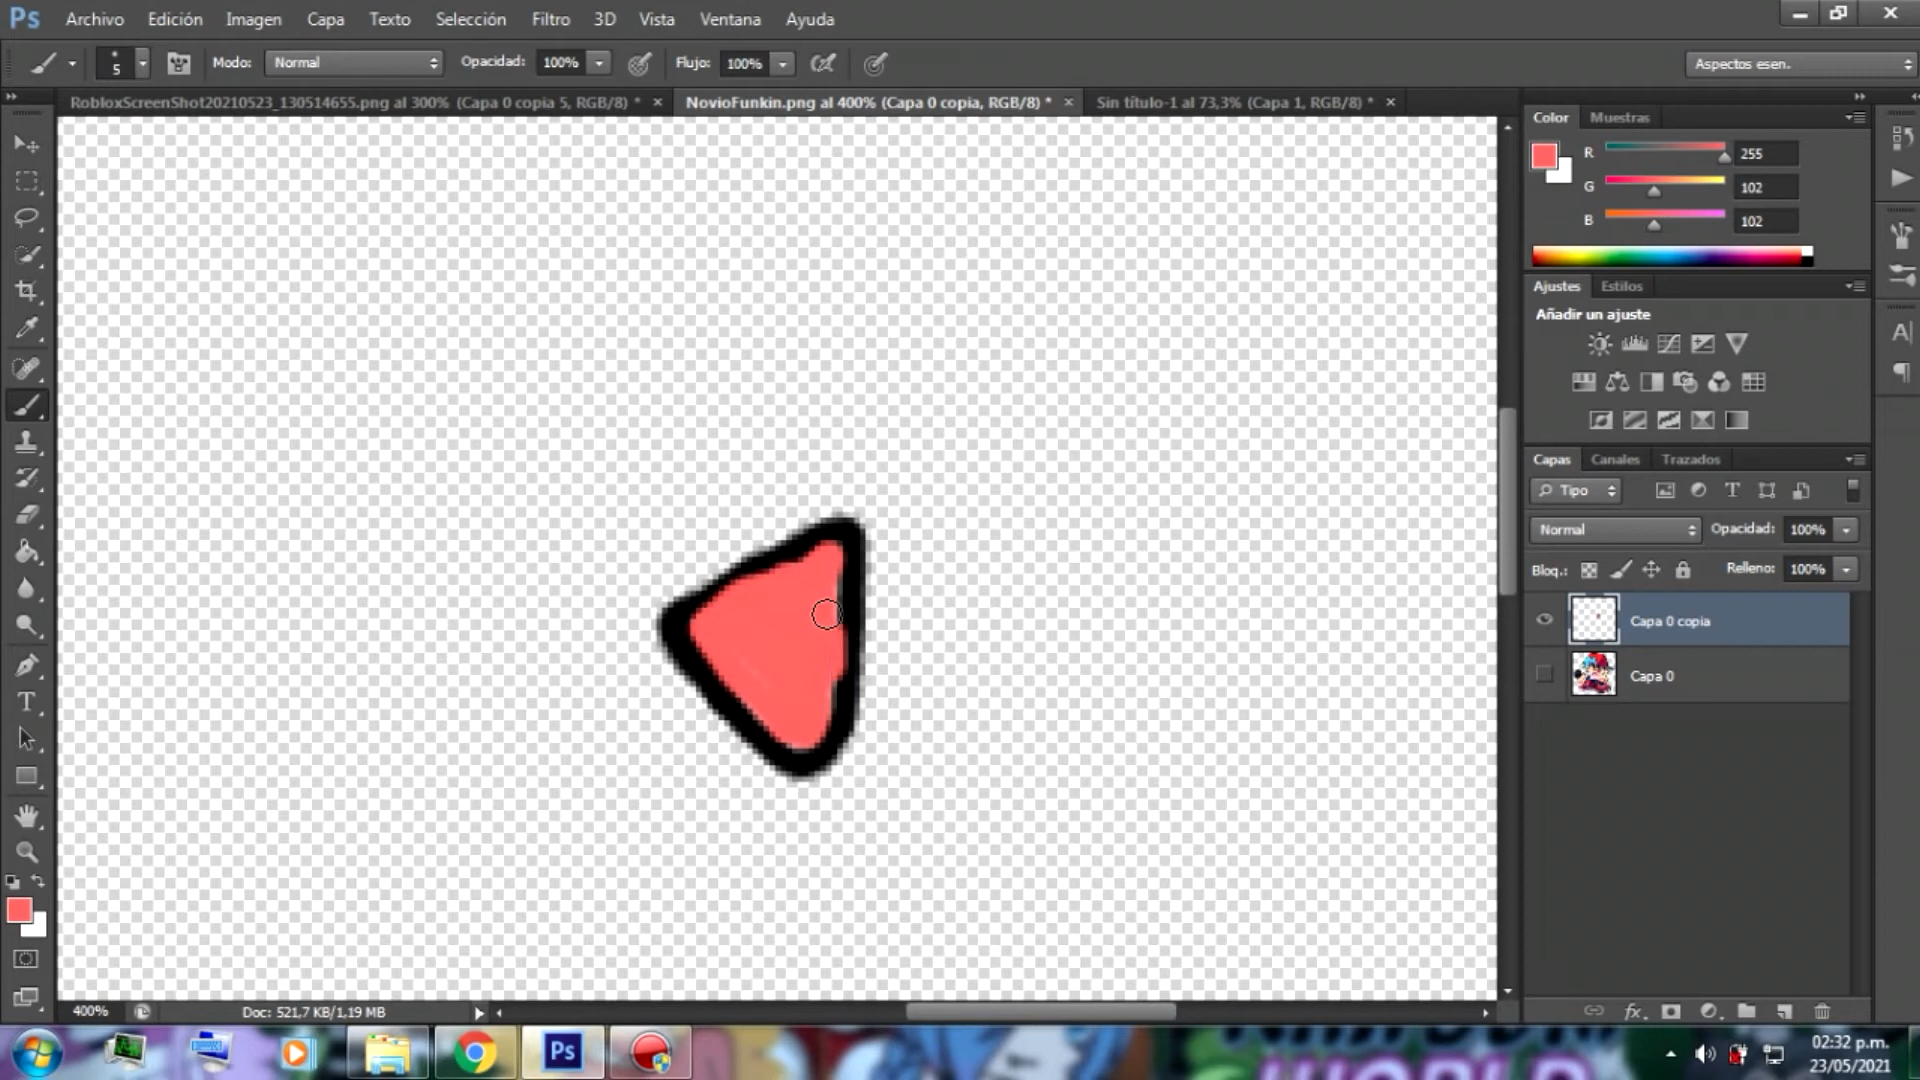 Ps Archivo Edición Imagen Capa Texto Selección Filtro 3D Vista Ventana Ayuda
5 Modo: Normal Opacidad: 100% Flujo: 100% Aspectos esen.
RobloxScreenShot20210523_130514655.png al 300% (Capa 0 copia 5, RGB/8) * × NovioFunkin.png al 400% (Capa 0 copia, RGB/8) * × Sin título-1 al 73,3% (Capa 1, RGB/8) * ×
Color Muestras
R 255
G 102
B 102
Ajustes Estilos
Añadir un ajuste
Capas Canales Trazados
Tipo
Normal Opacidad: 100%
Bloq.: Relleno: 100%
Capa 0 copia
Capa 0
400% Doc: 521,7 KB/1,19 MB
Ps
WORLD
02:32 p.m.
23/05/2021